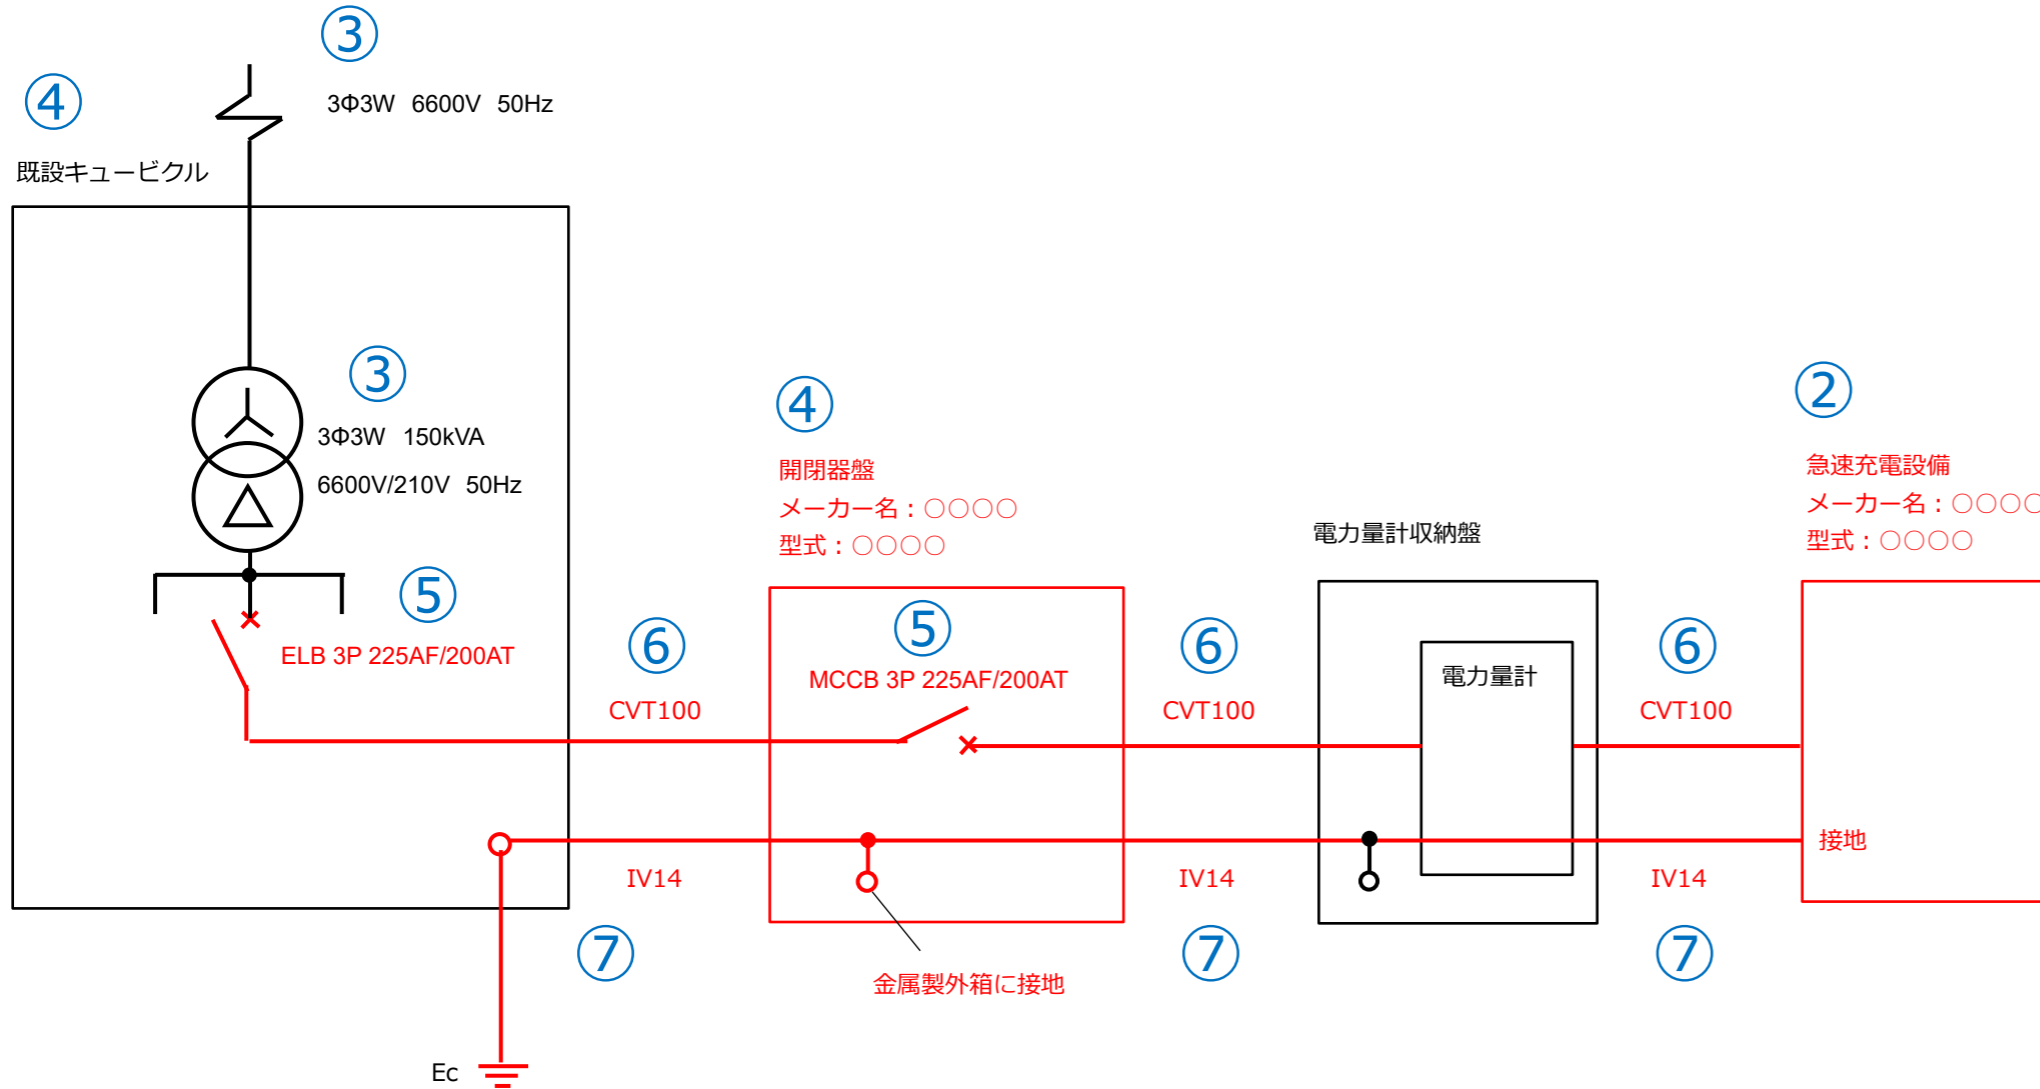 ③
3Φ3W 6600V 50Hz
④
既設キュービクル
③
3Φ3W 150kVA
6600V/210V 50Hz
⑤
ELB 3P 225AF/200AT
⑥
CVT100
④
開閉器盤
メーカー名：○○○○
型式：○○○○
⑤
MCCB 3P 225AF/200AT
⑥
CVT100
電力量計収納盤
電力量計
⑥
CVT100
②
急速充電設備
メーカー名：○○○○
型式：○○○○
接地
IV14
⑦
金属製外箱に接地
IV14
⑦
IV14
⑦
Ec